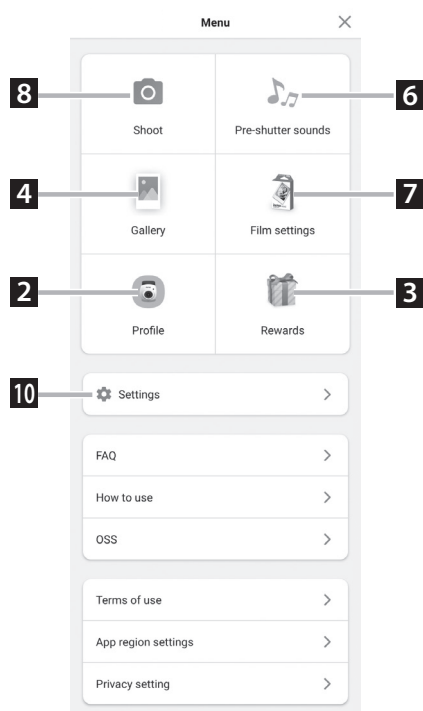 Menu
8
6
Shoot
Pre-shutter sounds
4
7
Gallery
Film settings
2
3
Profile
Rewards
10
Settings
FAQ
How to use
OSS
Terms of use
App region settings
Privacy setting